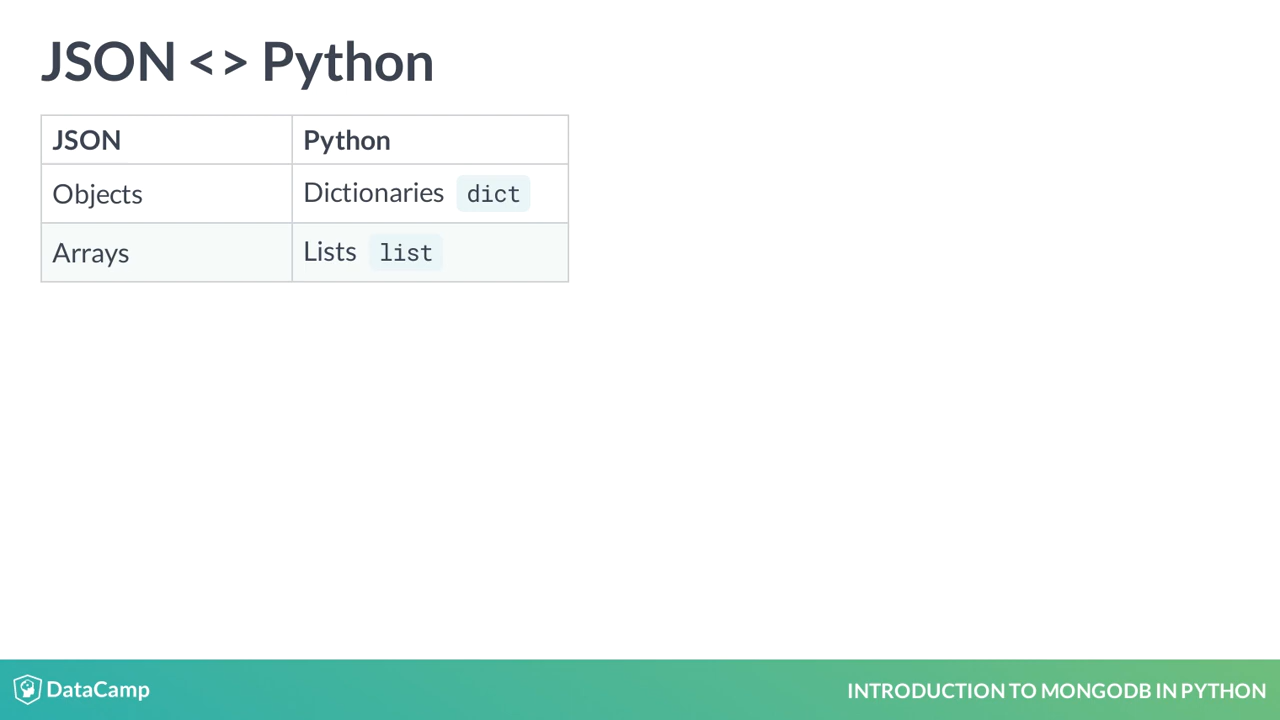 JSON <> Python
JSON Python
Objects Dictionaries dict
Arrays Lists list
DataCamp INTRODUCTION TO MONGODB IN PYTHON